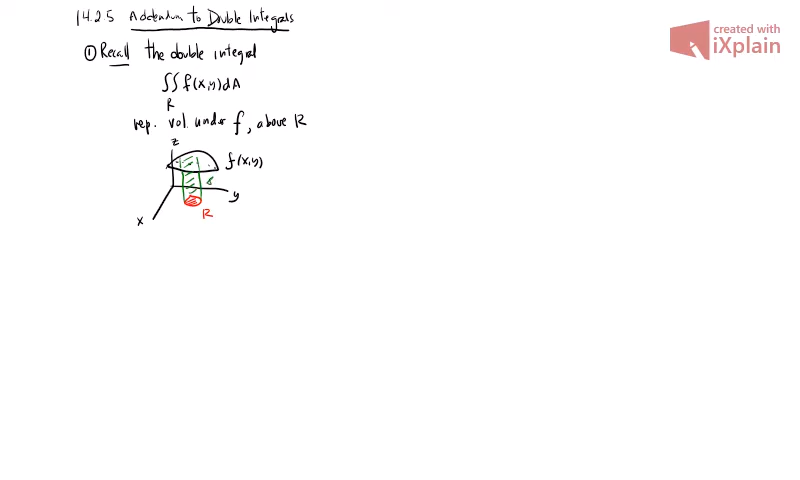 14.2.5 Addendum to Double Integrals
① Recall the double integral
∬ f(x,y) dA
R
rep. vol. under f, above R
z
f(x,y)
y
x
R
created with
iXplain